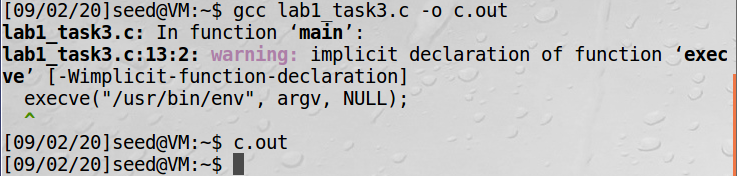 [09/02/20]seed@VM:~$ gcc lab1_task3.c -o c.out
lab1_task3.c: In function ‘main’:
lab1_task3.c:13:2: warning: implicit declaration of function ‘exec
ve’ [-Wimplicit-function-declaration]
  execve("/usr/bin/env", argv, NULL);
  ^
[09/02/20]seed@VM:~$ c.out
[09/02/20]seed@VM:~$